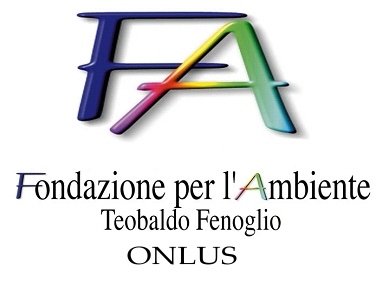 FA
Fondazione per l'Ambiente
Teobaldo Fenoglio
ONLUS